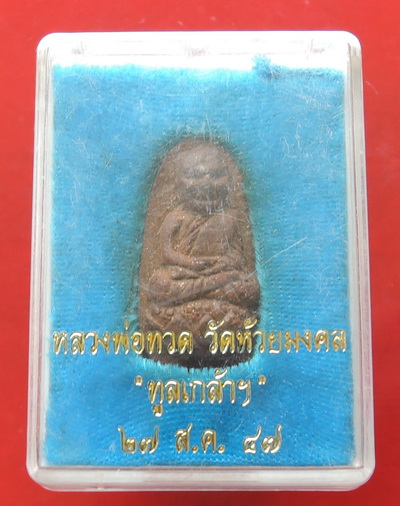 หลวงพ่อทวด วัดห้วยมงคล
"ทูลเกล้าฯ"
๒๗ ส.ค. ๔๗